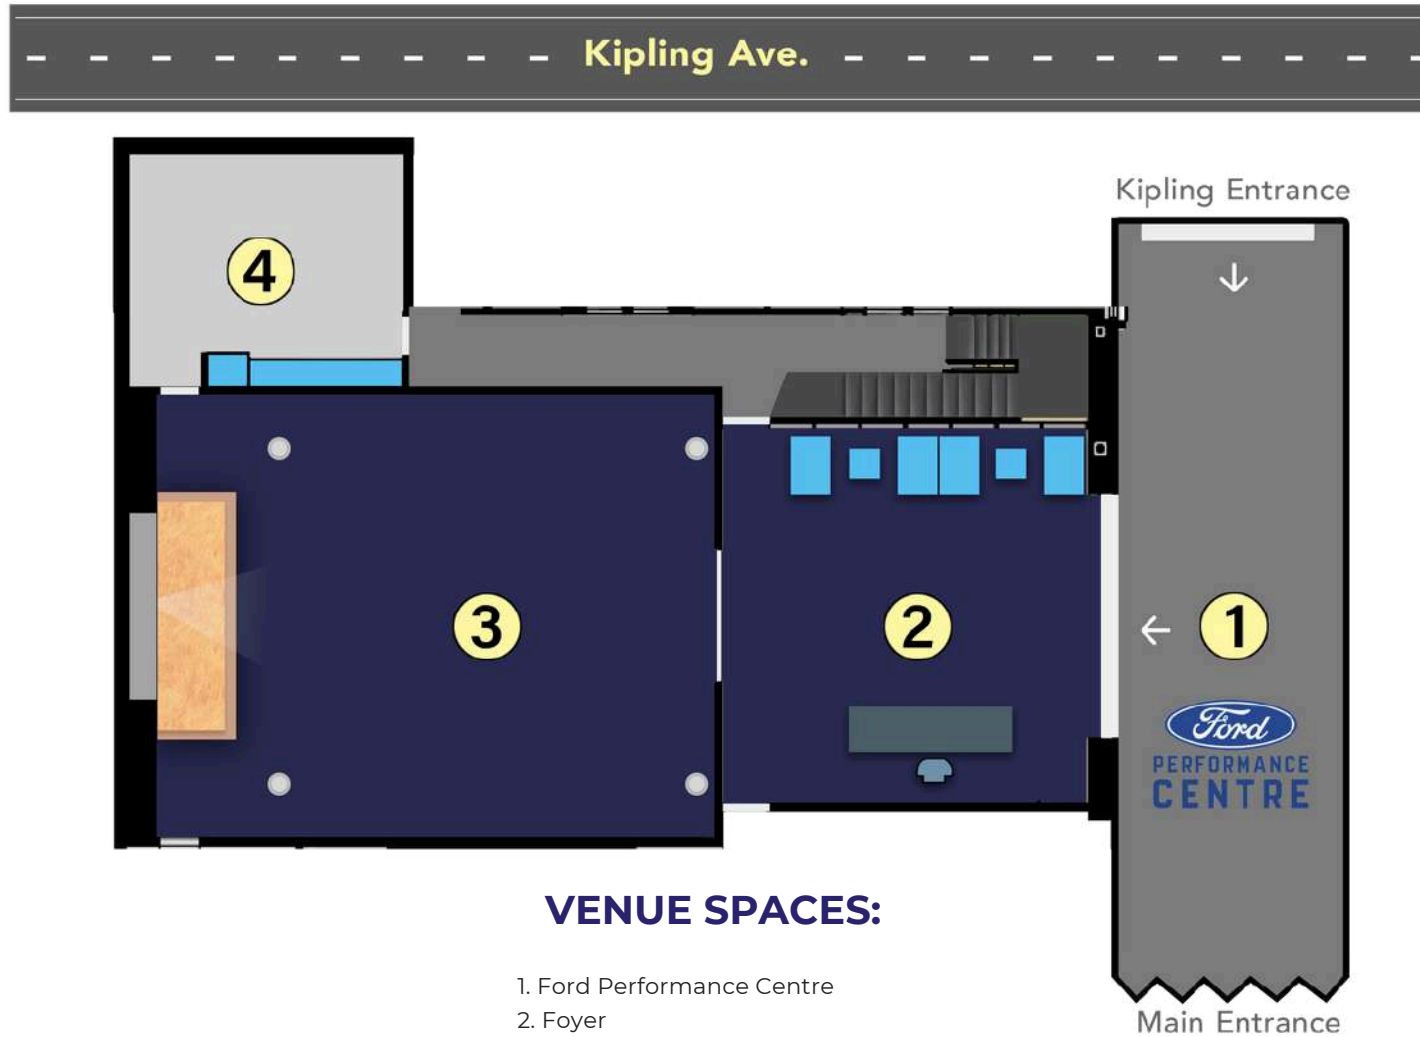 Kipling Ave.
Kipling Entrance
4
3
2
1
Ford
PERFORMANCE
CENTRE
VENUE SPACES:
1. Ford Performance Centre
2. Foyer
Main Entrance